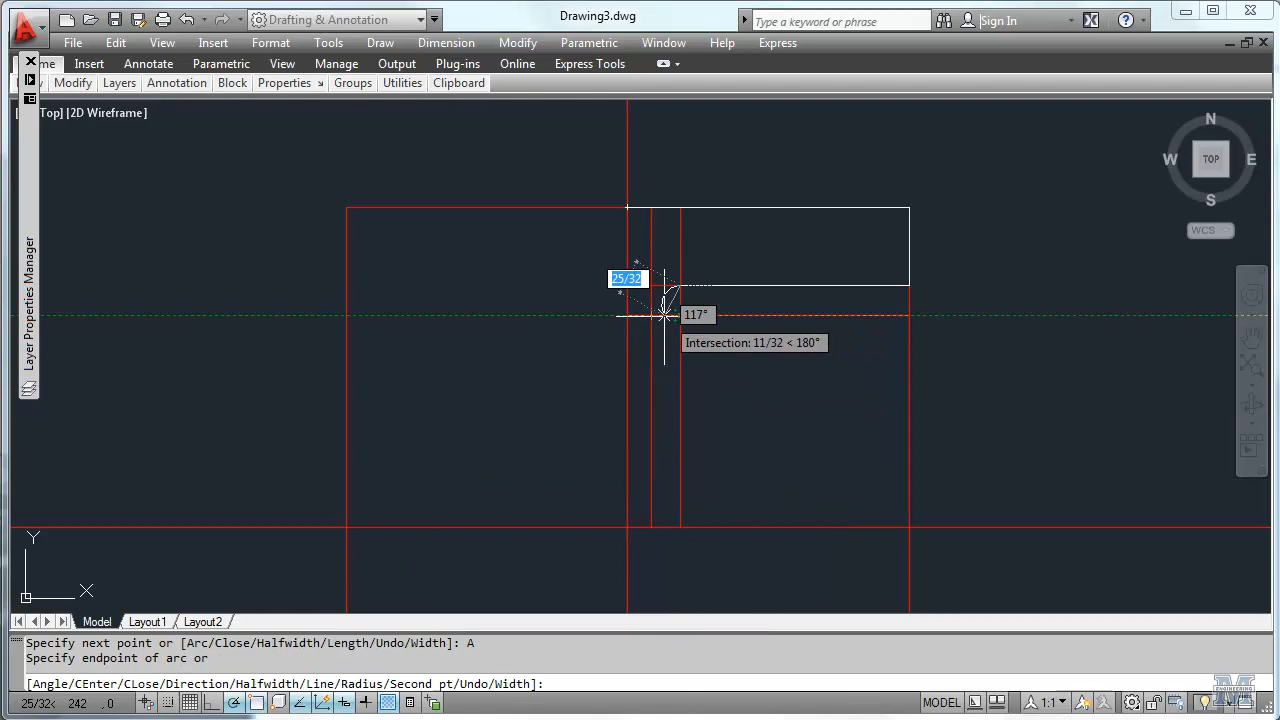 Drafting & Annotation
Drawing3.dwg
Type a keyword or phrase
Sign In
File Edit View Insert Format Tools Draw Dimension Modify Parametric Window Help Express
me Insert Annotate Parametric View Manage Output Plug-ins Online Express Tools
Modify Layers Annotation Block Properties Groups Utilities Clipboard
Top] [2D Wireframe]
N
W TOP E
S
WCS
Layer Properties Manager
25/32
117°
Intersection: 11/32 < 180°
Y
X
Model Layout1 Layout2
Specify next point or [Arc/Close/Halfwidth/Length/Undo/Width]: A
Specify endpoint of arc or
[Angle/CEnter/CLose/Direction/Halfwidth/Line/Radius/Second pt/Undo/Width]:
25/32< 242 , 0
MODEL
1:1